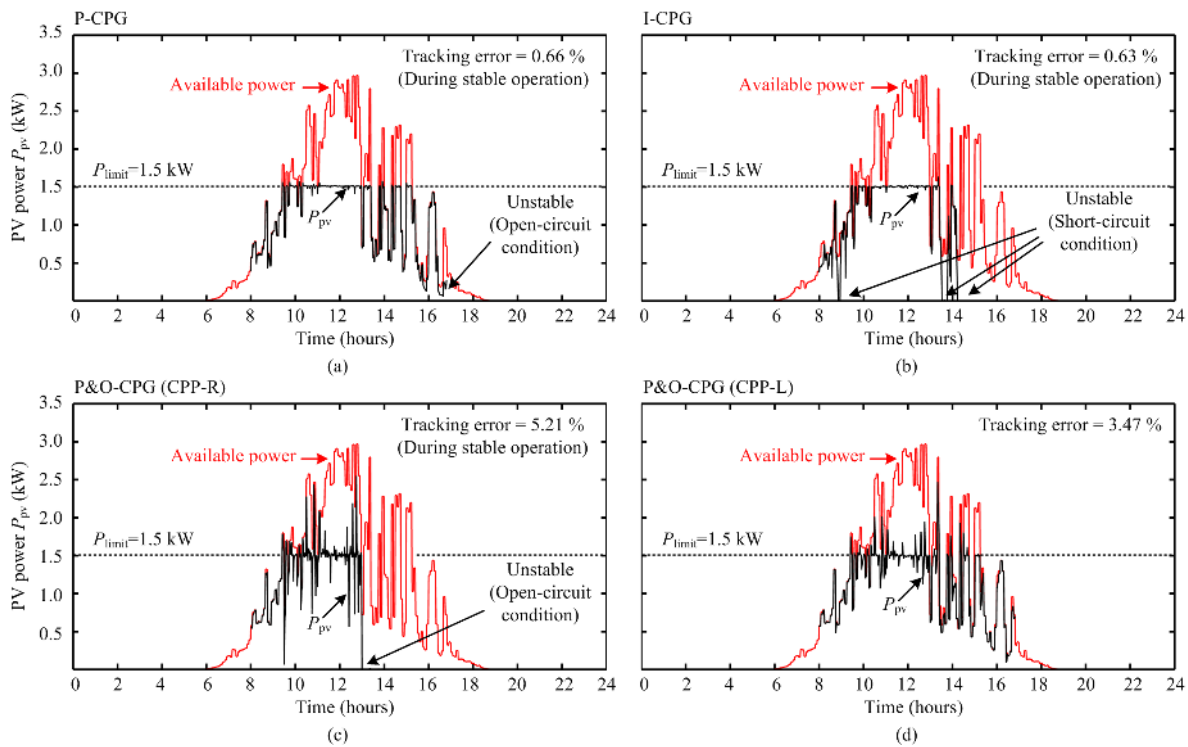 P-CPG
3.5
3.0
2.5
2.0
1.5
1.0
0.5
PV power Ppv (kW)
Tracking error = 0.66 %
(During stable operation)
Available power
Plimit=1.5 kW
Ppv
Unstable
(Open-circuit
condition)
0 2 4 6 8 10 12 14 16 18 20 22 24
Time (hours)
(a)
I-CPG
Tracking error = 0.63 %
(During stable operation)
Available power
Plimit=1.5 kW
Ppv
Unstable
(Short-circuit
condition)
0 2 4 6 8 10 12 14 16 18 20 22 24
Time (hours)
(b)
P&O-CPG (CPP-R)
3.5
3.0
2.5
2.0
1.5
1.0
0.5
PV power Ppv (kW)
Tracking error = 5.21 %
(During stable operation)
Available power
Plimit=1.5 kW
Ppv
Unstable
(Open-circuit
condition)
0 2 4 6 8 10 12 14 16 18 20 22 24
Time (hours)
(c)
P&O-CPG (CPP-L)
Tracking error = 3.47 %
Available power
Plimit=1.5 kW
Ppv
0 2 4 6 8 10 12 14 16 18 20 22 24
Time (hours)
(d)